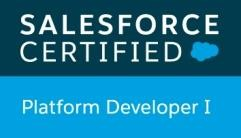 SALESFORCE
CERTIFIED
Platform Developer I